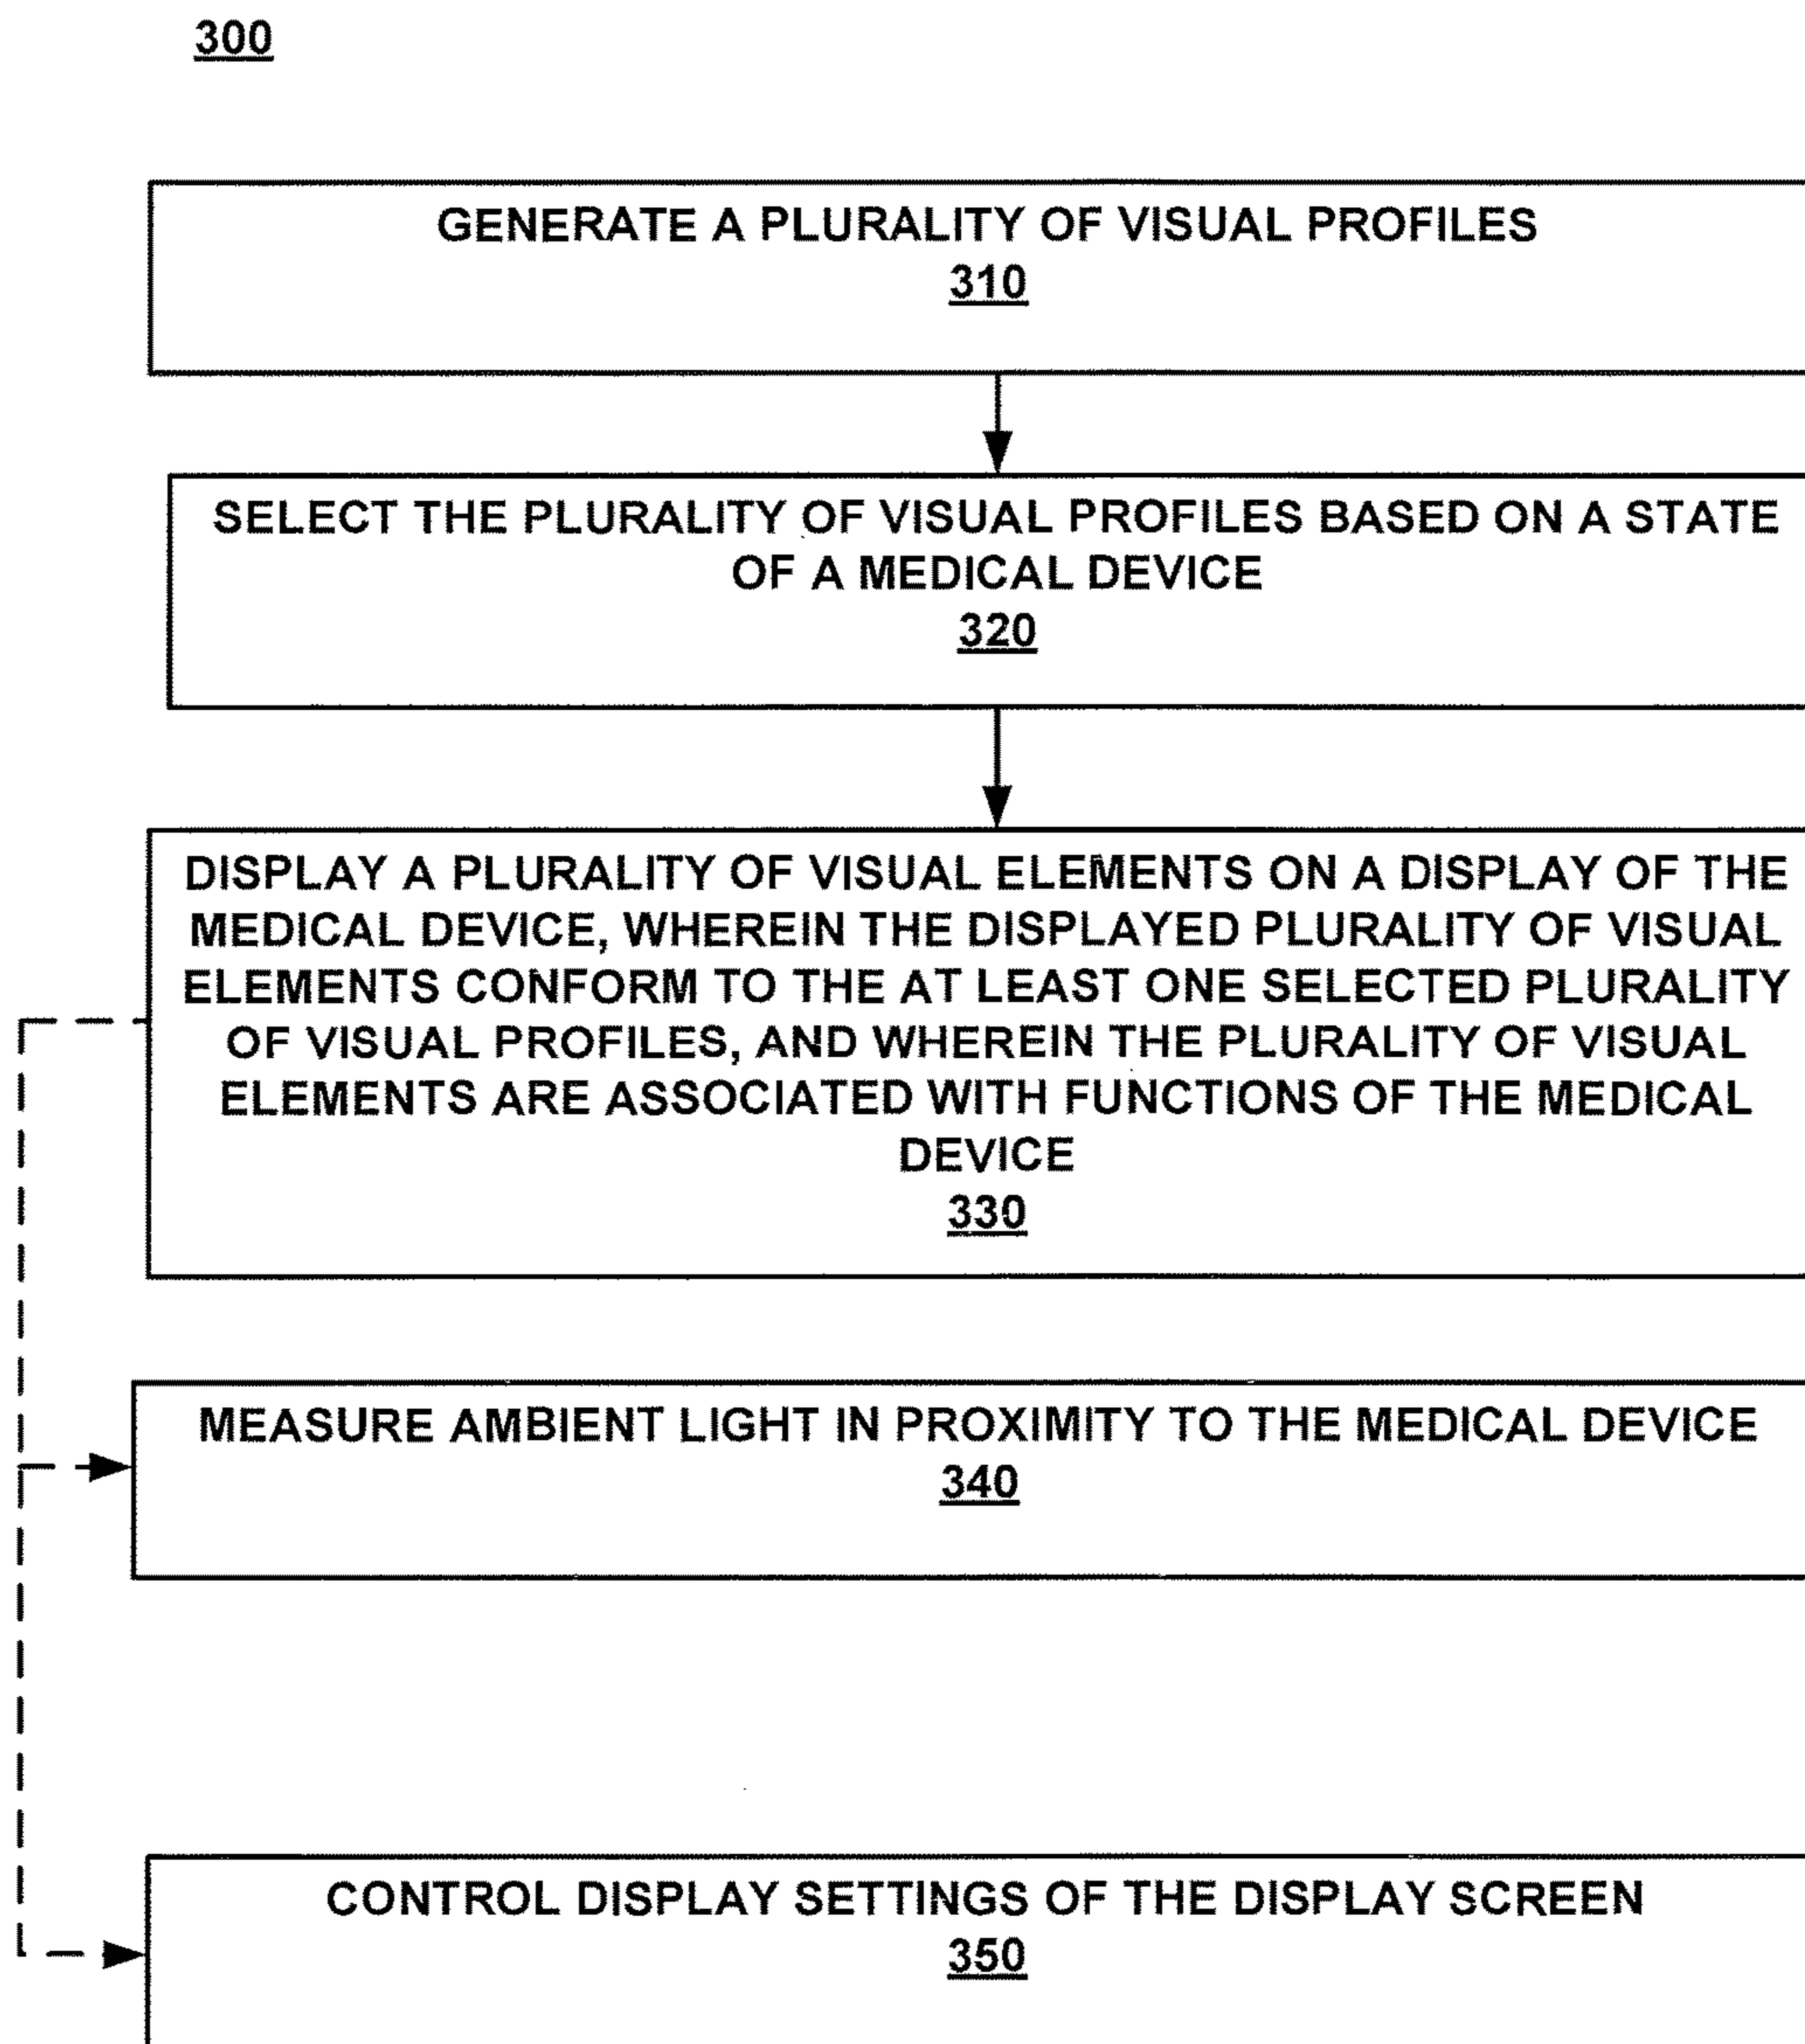 300
GENERATE A PLURALITY OF VISUAL PROFILES
310
SELECT THE PLURALITY OF VISUAL PROFILES BASED ON A STATE
OF A MEDICAL DEVICE
320
DISPLAY A PLURALITY OF VISUAL ELEMENTS ON A DISPLAY OF THE
MEDICAL DEVICE, WHEREIN THE DISPLAYED PLURALITY OF VISUAL
ELEMENTS CONFORM TO THE AT LEAST ONE SELECTED PLURALITY
OF VISUAL PROFILES, AND WHEREIN THE PLURALITY OF VISUAL
ELEMENTS ARE ASSOCIATED WITH FUNCTIONS OF THE MEDICAL
DEVICE
330
MEASURE AMBIENT LIGHT IN PROXIMITY TO THE MEDICAL DEVICE
340
CONTROL DISPLAY SETTINGS OF THE DISPLAY SCREEN
350